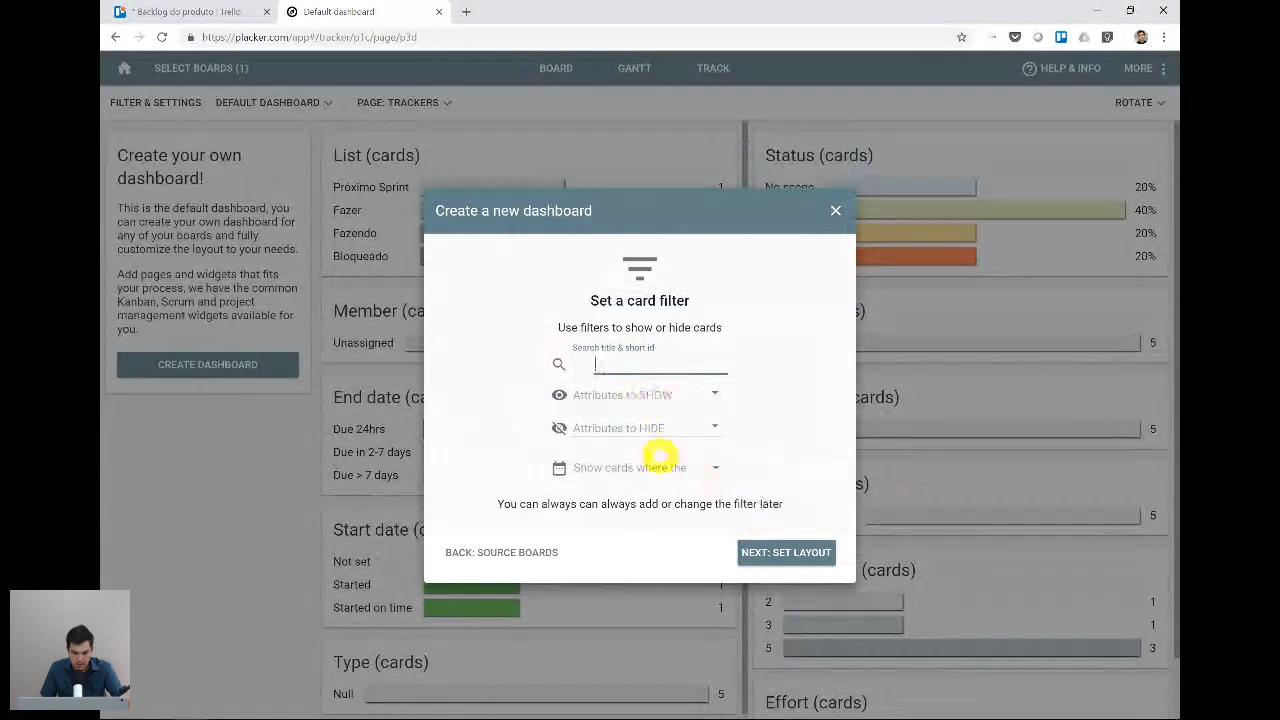 * Backlog do produto | Trello
Default dashboard
https://placker.com/app#/tracker/p1c/page/p3d
SELECT BOARDS (1)
BOARD
GANTT
TRACK
HELP & INFO
MORE
FILTER & SETTINGS
DEFAULT DASHBOARD
PAGE: TRACKERS
ROTATE
Create your own
dashboard!
This is the default dashboard, you
can create your own dashboard for
any of your boards and fully
customize the layout to your needs.
Add pages and widgets that fits
your process, we have the common
Kanban, Scrum and project
management widgets available for
you.
CREATE DASHBOARD
List (cards)
Próximo Sprint 1
Fazer
Fazendo
Bloqueado
Member (
Unassigned
End date (
Due 24hrs
Due in 2-7 days
Due > 7 days
Start date (
Not set
Started 1
Started on time 1
Type (cards)
Null 5
Create a new dashboard
Set a card filter
Use filters to show or hide cards
Search title & short id
Attributes to SHOW
Attributes to HIDE
Show cards where the
You can always can always add or change the filter later
BACK: SOURCE BOARDS
NEXT: SET LAYOUT
Status (cards)
No scope 20%
40%
20%
20%
s)
5
cards)
5
s)
5
(cards)
2 1
3 1
5 3
Effort (cards)